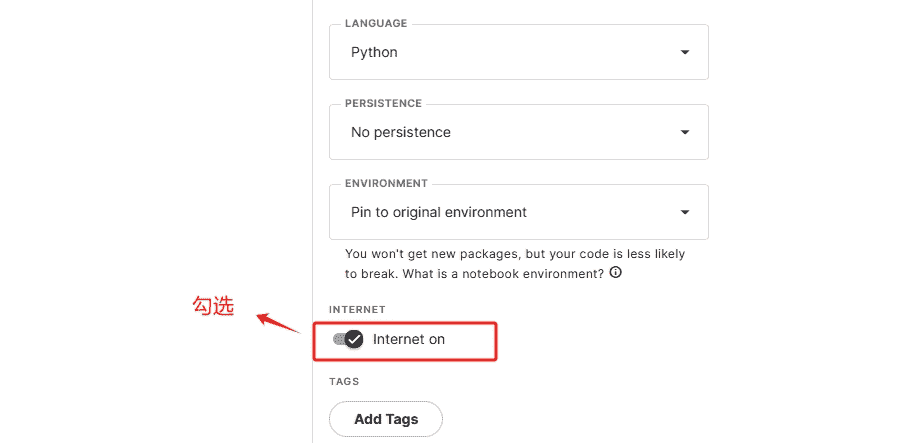 LANGUAGE
Python
PERSISTENCE
No persistence
ENVIRONMENT
Pin to original environment
You won't get new packages, but your code is less likely
to break. What is a notebook environment?
勾选
INTERNET
Internet on
TAGS
Add Tags